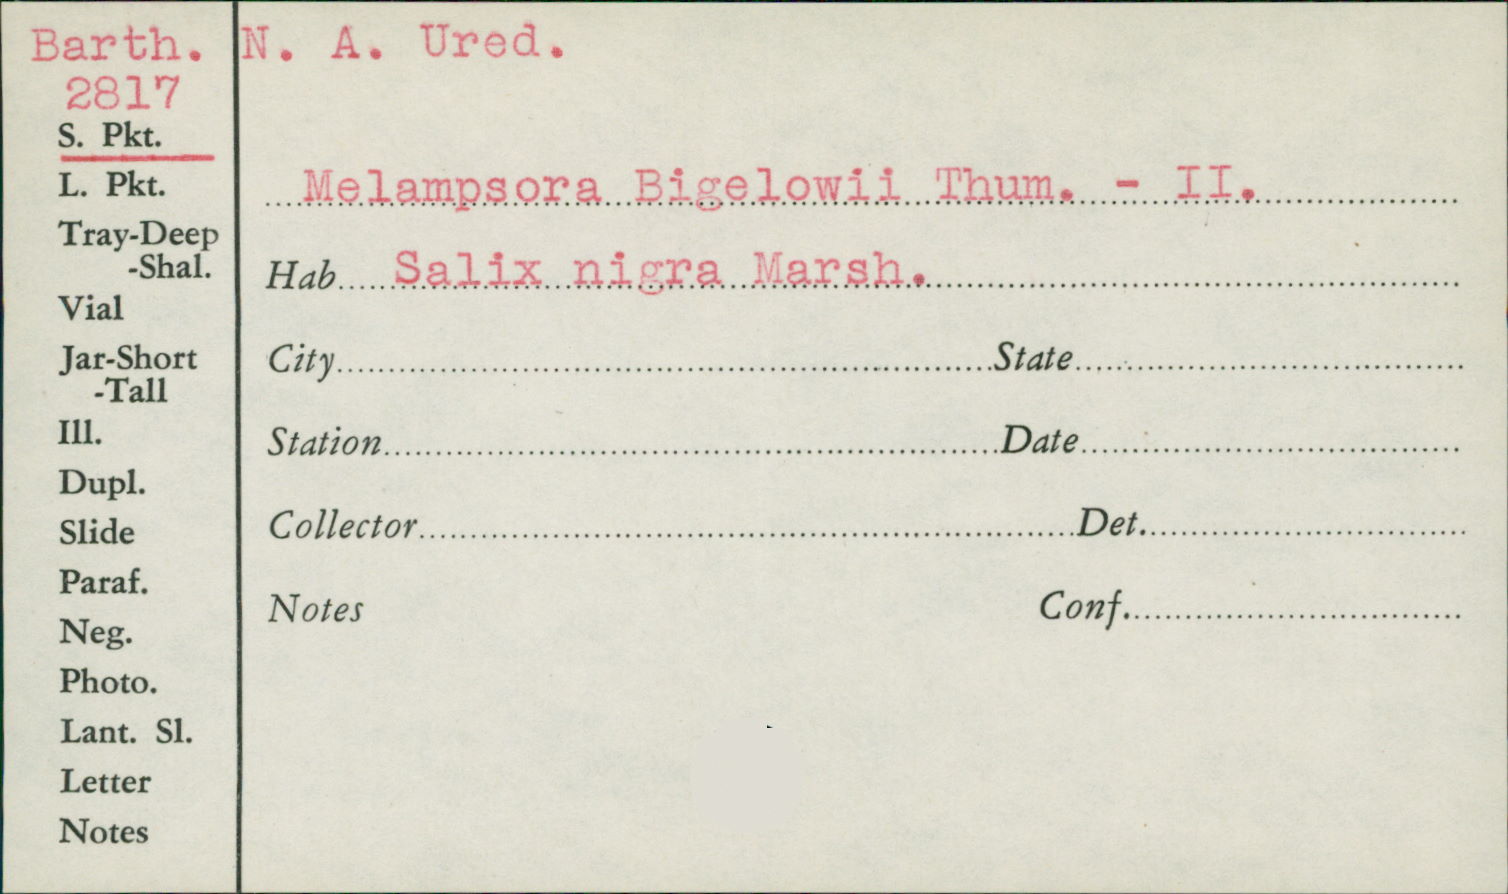 Barth. N. A. Ured.
2817
S. Pkt.
L. Pkt.
Tray-Deep
-Shal.
Vial
Jar-Short
-Tall
Ill.
Dupl.
Slide
Paraf.
Neg.
Photo.
Lant. Sl.
Letter
Notes
Melampsora Bigelowii Thum. - II.
Hab Salix nigra Marsh.
City State
Station Date
Collector Det.
Notes Conf.